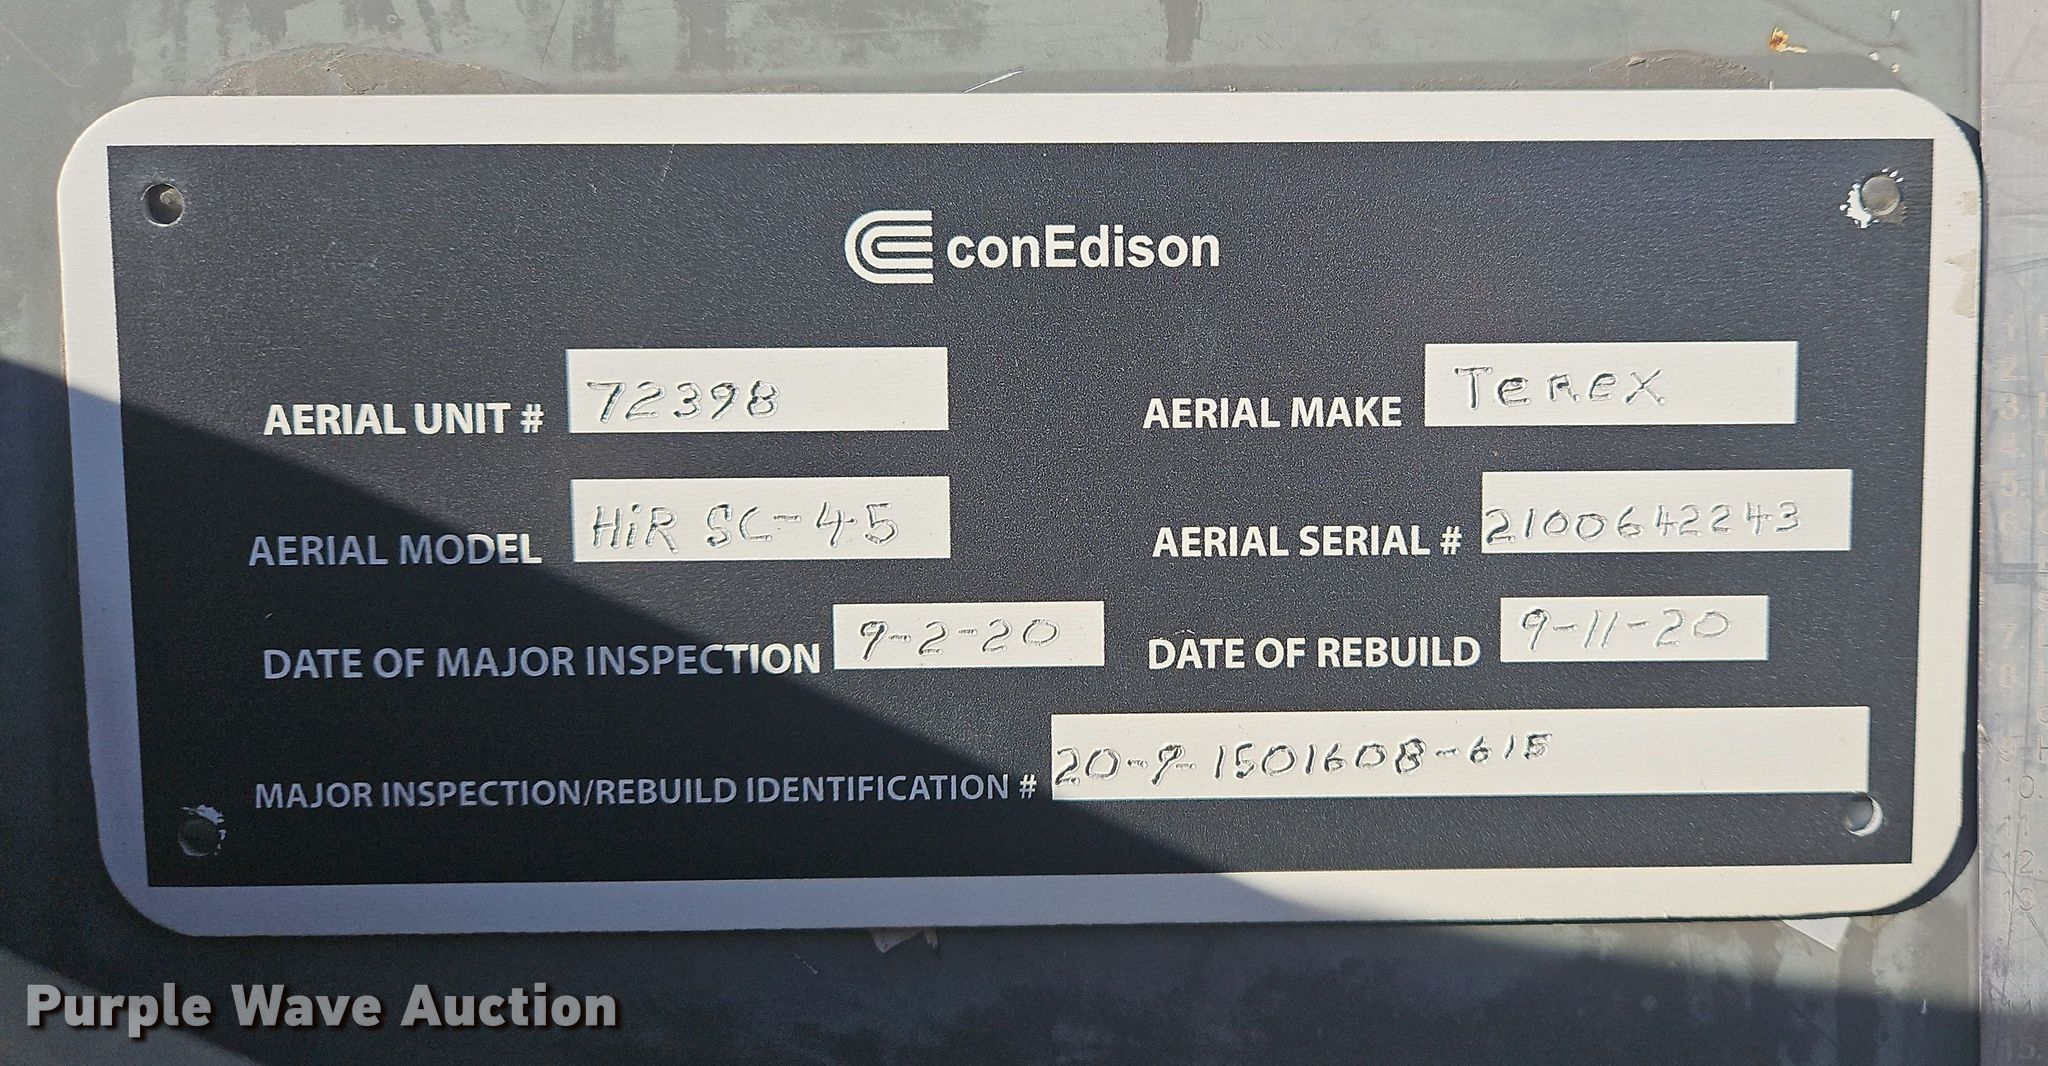 conEdison
AERIAL UNIT # 72398
AERIAL MAKE Terex
AERIAL MODEL HiR SC-45
AERIAL SERIAL # 2100642243
DATE OF MAJOR INSPECTION 9-2-20
DATE OF REBUILD 9-11-20
MAJOR INSPECTION/REBUILD IDENTIFICATION # 20-9-1501608-615
Purple Wave Auction